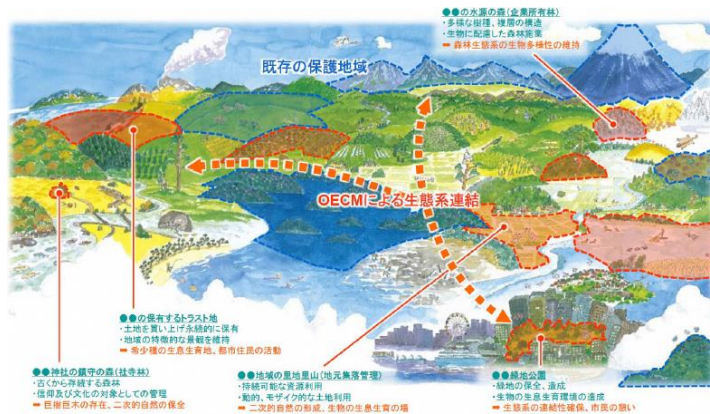 ●●の水源の森(企業所有林)
・多様な樹種、複層の構造
・生物に配慮した森林施業
➡ 森林生態系の生物多様性の維持
既存の保護地域
OECMによる生態系連結
●●の保有するトラスト地
・土地を買い上げ永続的に保有
・地域の特徴的な景観を維持
➡ 希少種の生息生育地、都市住民の活動
●●神社の鎮守の森(社寺林)
・古くから存続する森林
・信仰及び文化の対象としての管理
➡ 巨樹巨木の存在、二次的自然の保全
●●地域の里地里山(地元集落管理)
・持続可能な資源利用
・動的、モザイク的な土地利用
➡ 二次的自然の形成、生物の生息生育の場
●●緑地公園
・緑地の保全、造成
・生物の生息生育環境の造成
➡ 生態系の連結性確保、市民の憩い